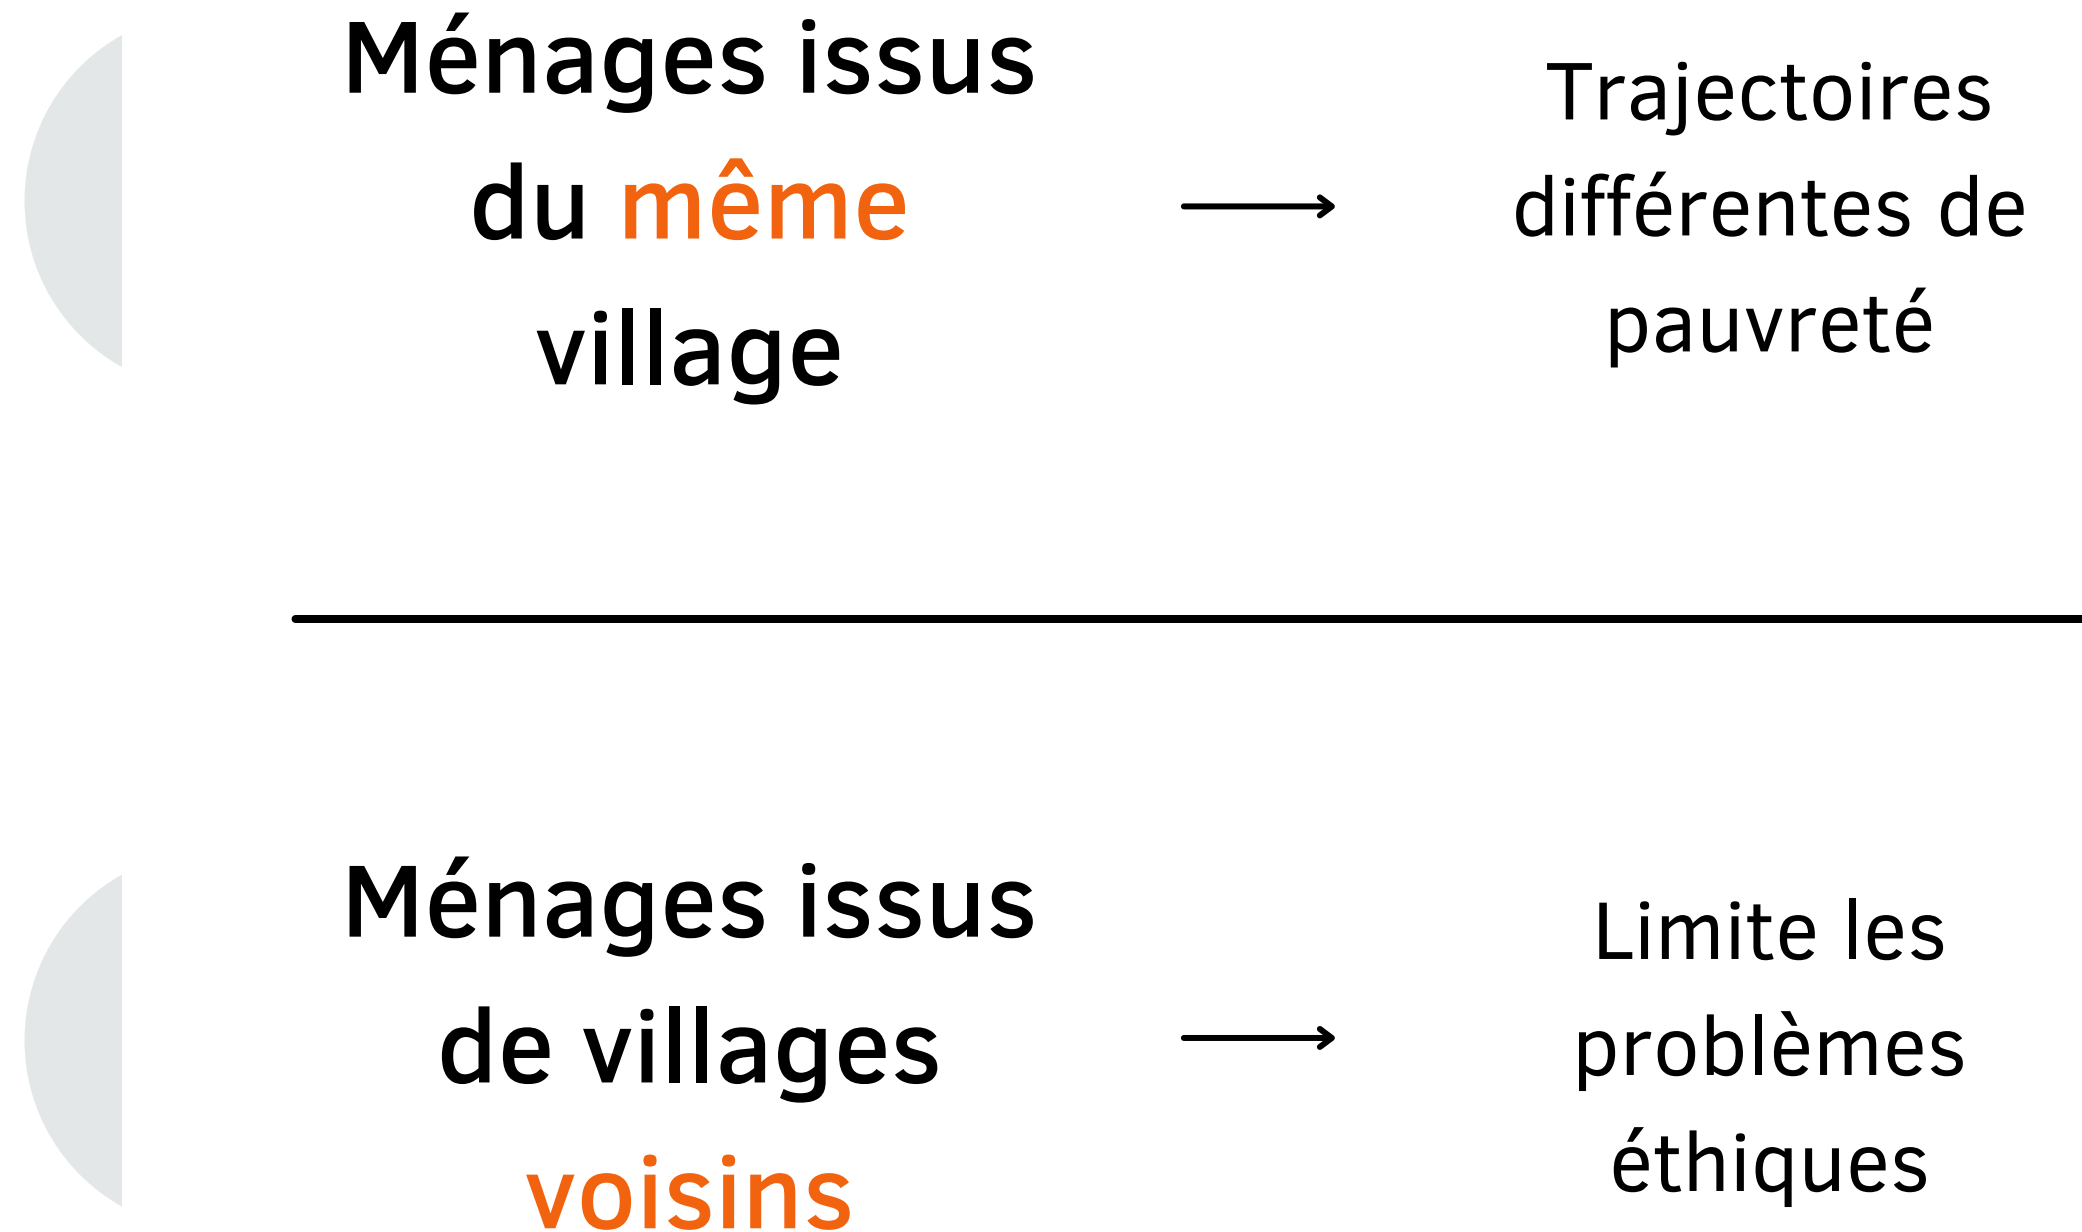 Ménages issus
du même
village
Trajectoires
différentes de
pauvreté
Ménages issus
de villages
voisins
Limite les
problèmes
éthiques